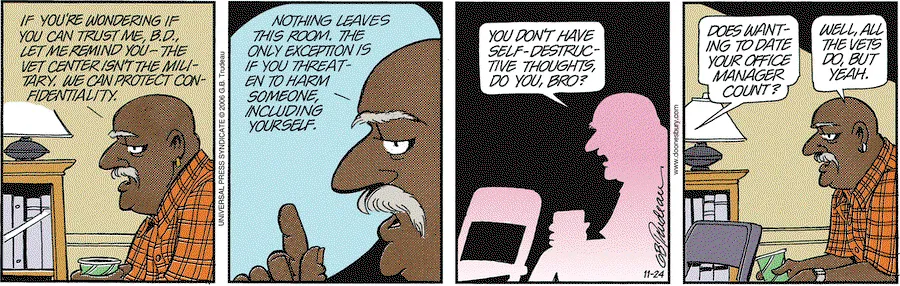 IF YOU'RE WONDERING IF
YOU CAN TRUST ME, B.D.,
LET ME REMIND YOU-- THE
VET CENTER ISN'T THE MILI-
TARY. WE CAN PROTECT CON-
FIDENTIALITY.
UNIVERSAL PRESS SYNDICATE © 2006 G.B. Trudeau
NOTHING LEAVES
THIS ROOM. THE
ONLY EXCEPTION IS
IF YOU THREAT-
EN TO HARM
SOMEONE,
INCLUDING
YOURSELF.
YOU DON'T HAVE
SELF-DESTRUC-
TIVE THOUGHTS,
DO YOU, BRO?
GBTrudeau
11-24
www.doonesbury.com
DOES WANT-
ING TO DATE
YOUR OFFICE
MANAGER
COUNT?
WELL, ALL
THE VETS
DO, BUT
YEAH.